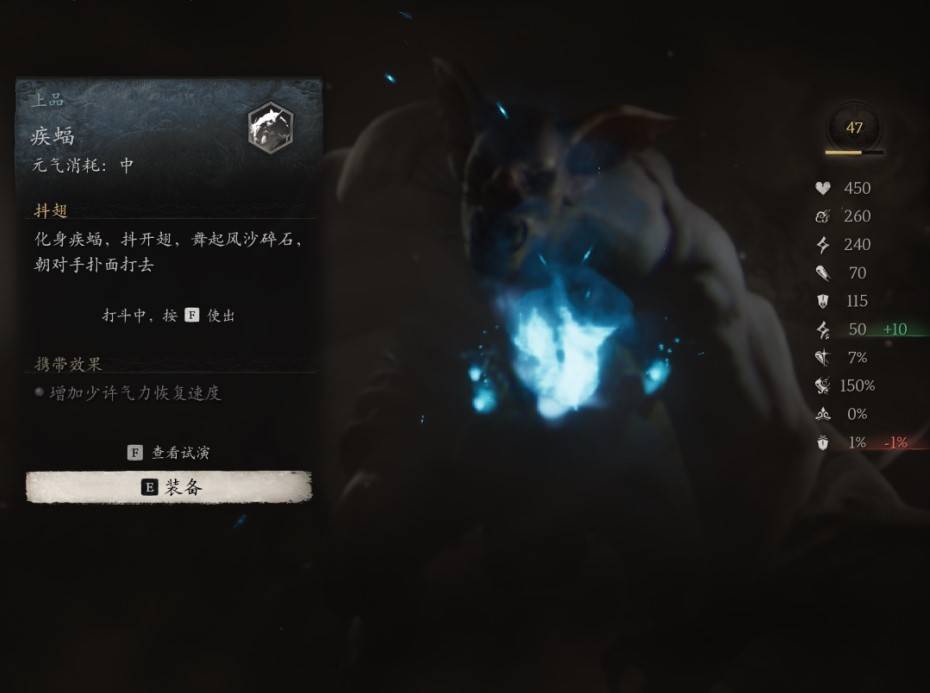 上品
疾蝠
元气消耗：中
抖翅
化身疾蝠，抖开翅，舞起风沙碎石，
朝对手扑面打去
打斗中，按 F 使出
携带效果
增加少许气力恢复速度
F 查看试演
E 装备
47
450
260
240
70
115
50 +10
7%
150%
0%
1% -1%